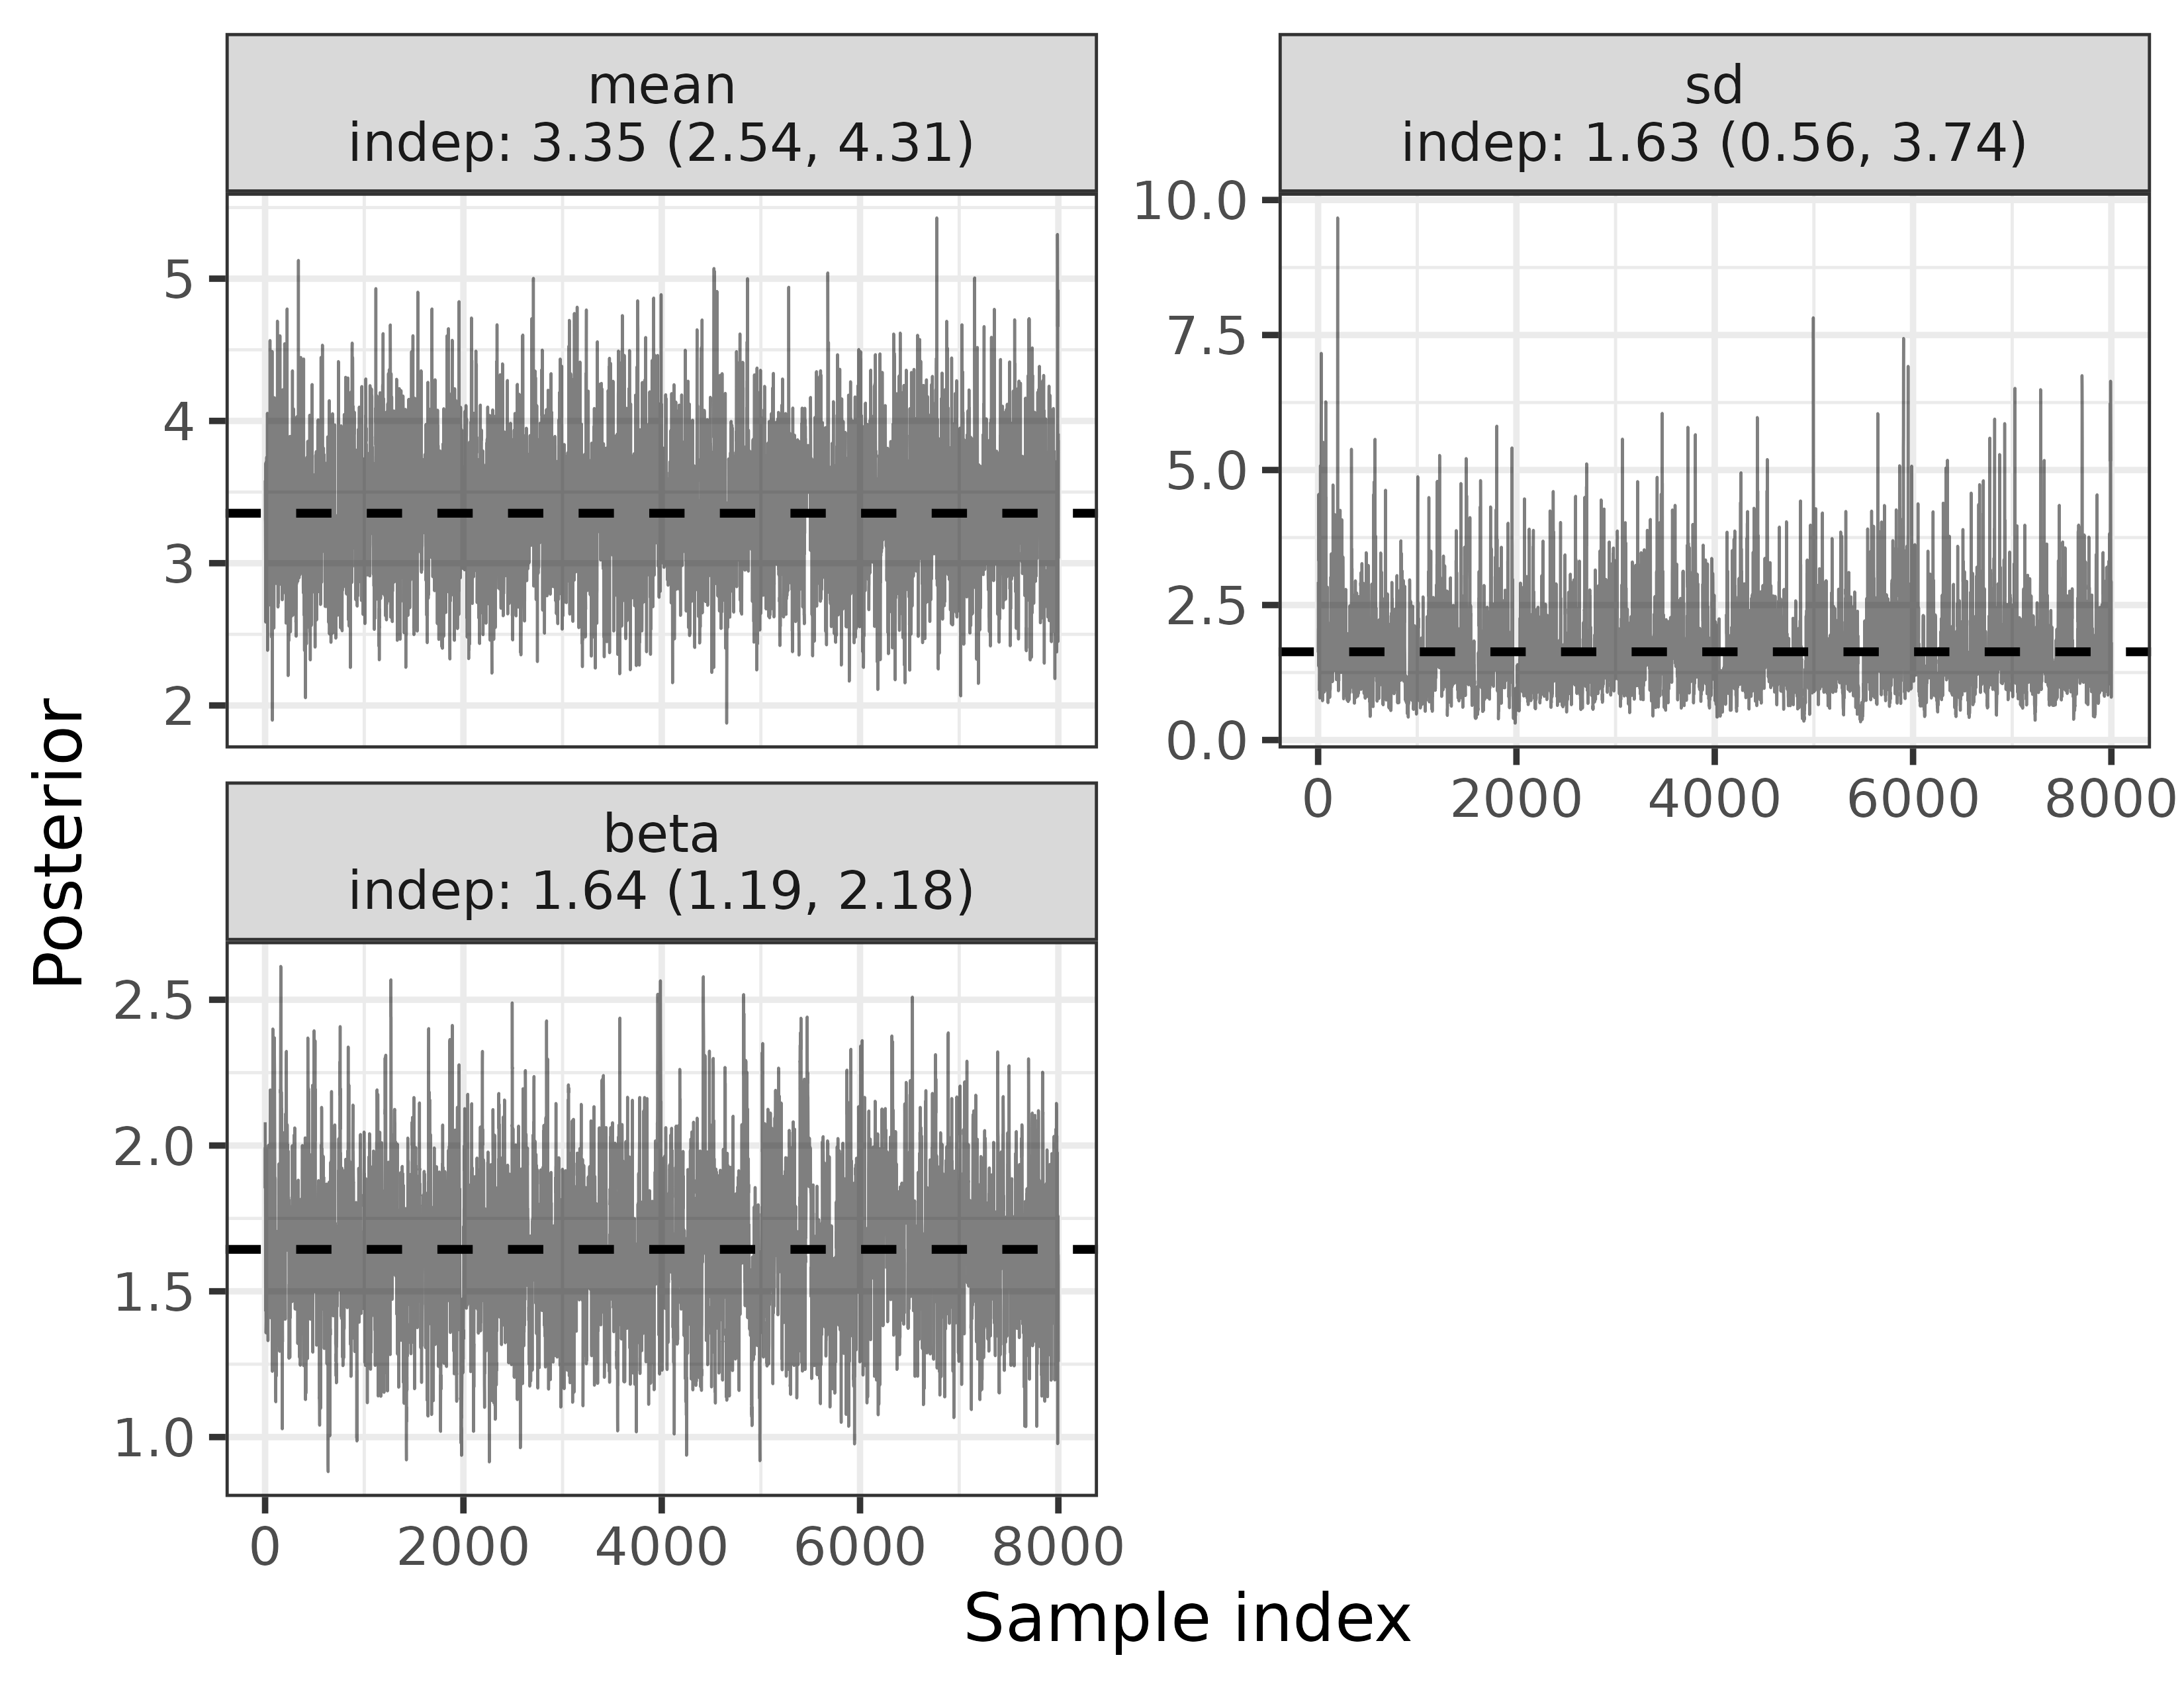 mean
indep: 3.35 (2.54, 4.31)
5
4
3
2
sd
indep: 1.63 (0.56, 3.74)
10.0
7.5
5.0
2.5
0.0
0 2000 4000 6000 8000
beta
indep: 1.64 (1.19, 2.18)
2.5
2.0
1.5
1.0
0 2000 4000 6000 8000
Posterior
Sample index